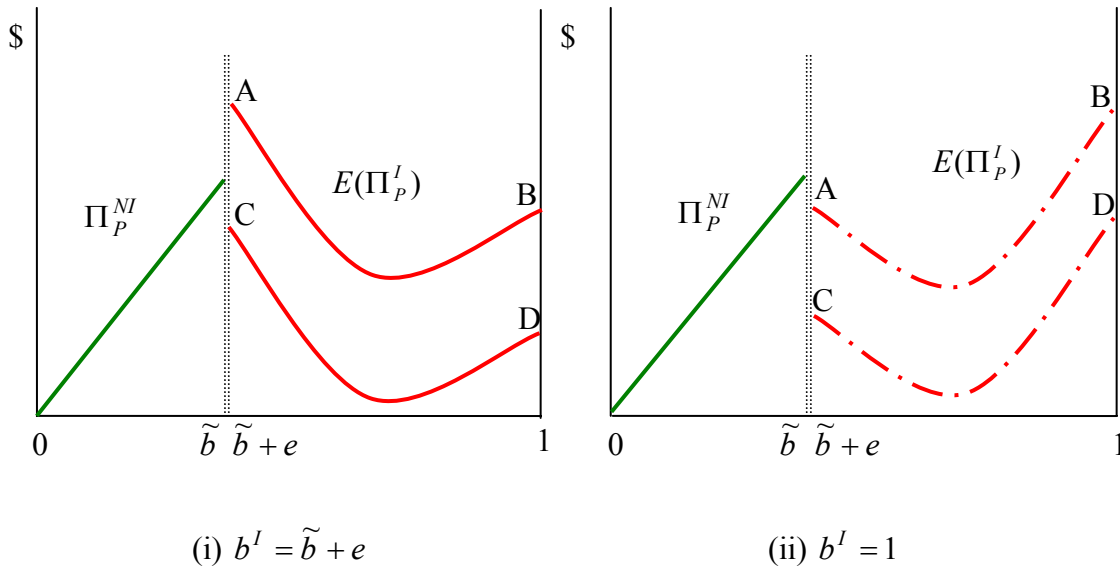 $
A
E(Π_P^I)
Π_P^{NI}
C
B
D
0
b̃ b̃ + e
1
(i) b^I = b̃ + e
$
B
E(Π_P^I)
Π_P^{NI}
A
D
C
0
b̃ b̃ + e
1
(ii) b^I = 1